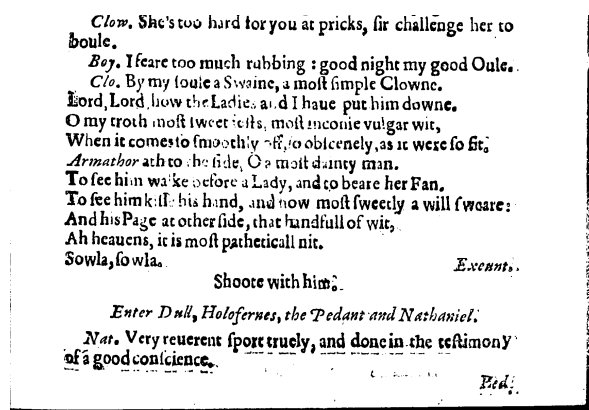 Clow. She's too hard for you at pricks, ſir challenge her to
boule.
Boy. I feare too much rubbing : good night my good Oule.
Clo. By my ſoule a Swaine, a moſt ſimple Clowne.
Lord, Lord, how the Ladies and I haue put him downe.
O my troth moſt ſweet ieſts, moſt inconie vulgar wit,
When it comes ſo ſmoothly off, ſo obſcenely, as it were ſo fit.
Armathor ath to the ſide, O a moſt dainty man.
To ſee him walke before a Lady, and to beare her Fan.
To ſee him kiſſe his hand, and how moſt ſweetly a will ſweare:
And his Page at other ſide, that handfull of wit,
Ah heauens, it is moſt patheticall nit.
Sowla, ſowla. Exeunt.
Shoote with him.
Enter Dull, Holofernes, the Pedant and Nathaniel.
Nat. Very reuerent ſport truely, and done in the teſtimony
of a good conſcience.
Ped.